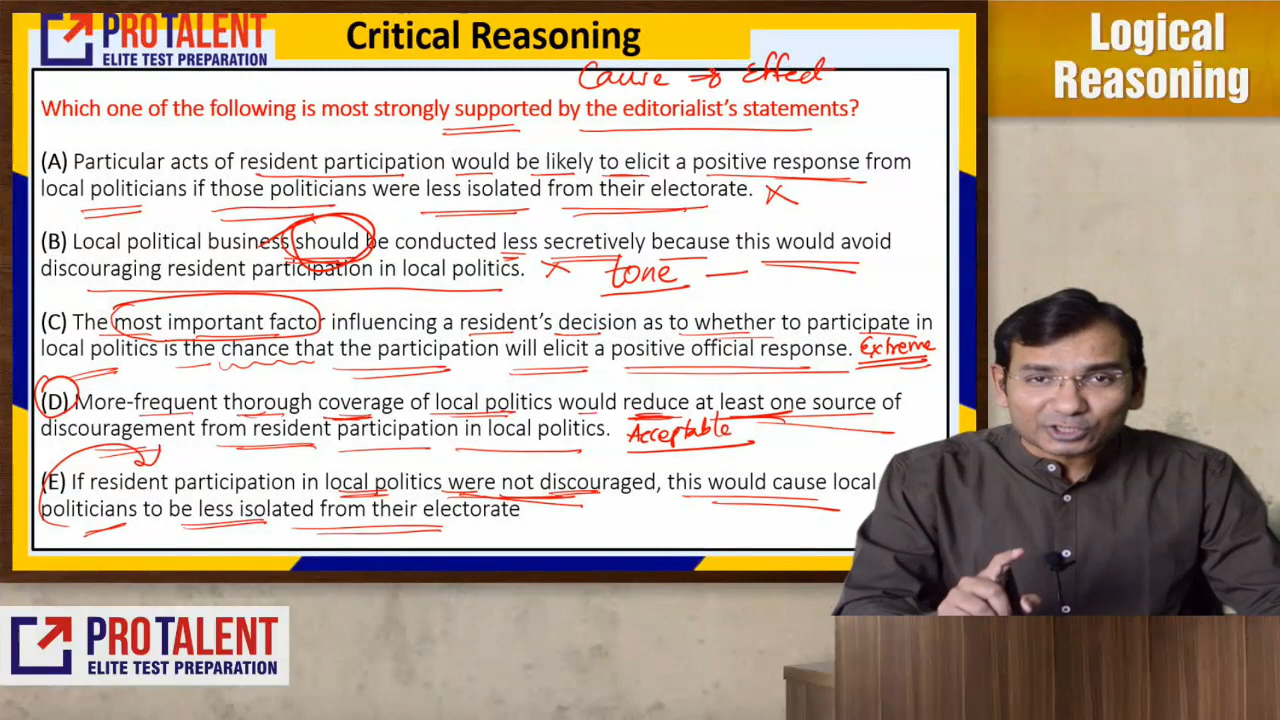 PROTALENT
ELITE TEST PREPARATION
Critical Reasoning
Logical
Reasoning
Cause ⇒ Effect
Which one of the following is most strongly supported by the editorialist’s statements?
(A) Particular acts of resident participation would be likely to elicit a positive response from
local politicians if those politicians were less isolated from their electorate.
(B) Local political business should be conducted less secretively because this would avoid
discouraging resident participation in local politics.
tone
(C) The most important factor influencing a resident’s decision as to whether to participate in
local politics is the chance that the participation will elicit a positive official response.
Extreme
(D) More-frequent thorough coverage of local politics would reduce at least one source of
discouragement from resident participation in local politics.
Acceptable
(E) If resident participation in local politics were not discouraged, this would cause local
politicians to be less isolated from their electorate
PROTALENT
ELITE TEST PREPARATION